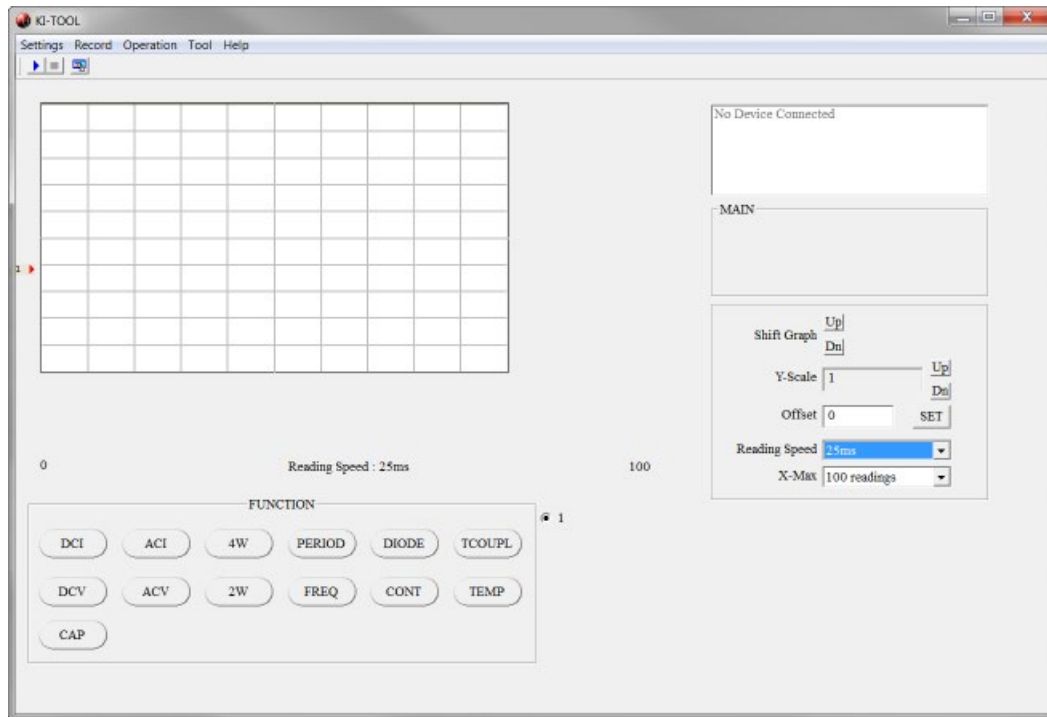 KI-TOOL
Settings Record Operation Tool Help
No Device Connected
MAIN
1
Shift Graph Up
Dn
Y-Scale 1 Up
Dn
Offset 0 SET
Reading Speed 25ms
X-Max 100 readings
0 Reading Speed : 25ms 100
FUNCTION
1
DCI ACI 4W PERIOD DIODE TCOUPL
DCV ACV 2W FREQ CONT TEMP
CAP